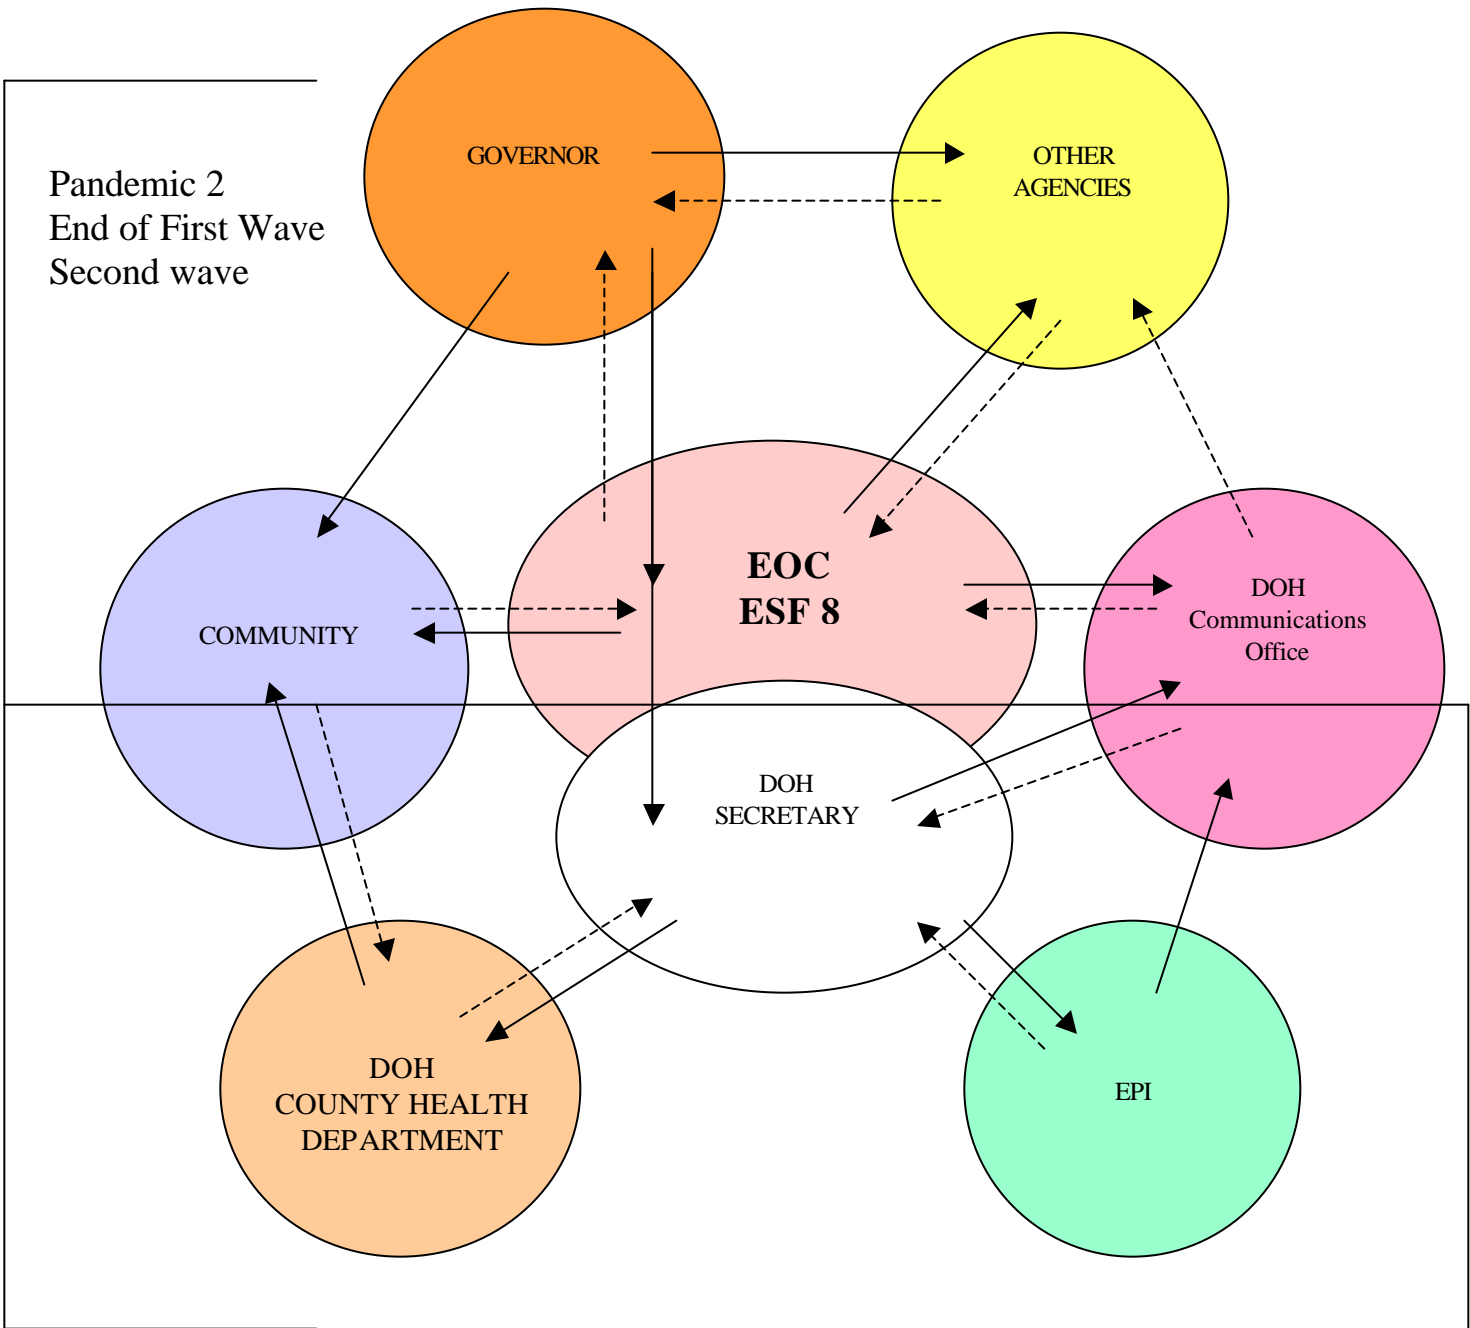 GOVERNOR
OTHER
AGENCIES
Pandemic 2
End of First Wave
Second wave
EOC
ESF 8
DOH
Communications
Office
COMMUNITY
DOH
SECRETARY
DOH
COUNTY HEALTH
DEPARTMENT
EPI